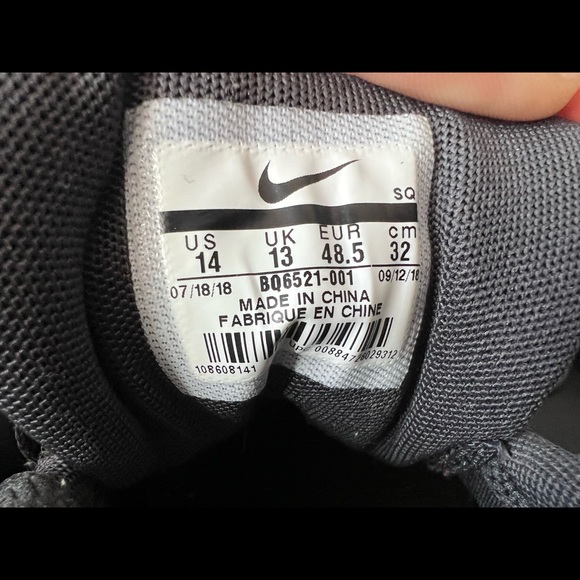 SQ
US UK EUR cm
14 13 48.5 32
07/18/18 BQ6521-001 09/12/18
MADE IN CHINA
FABRIQUE EN CHINE
108608141